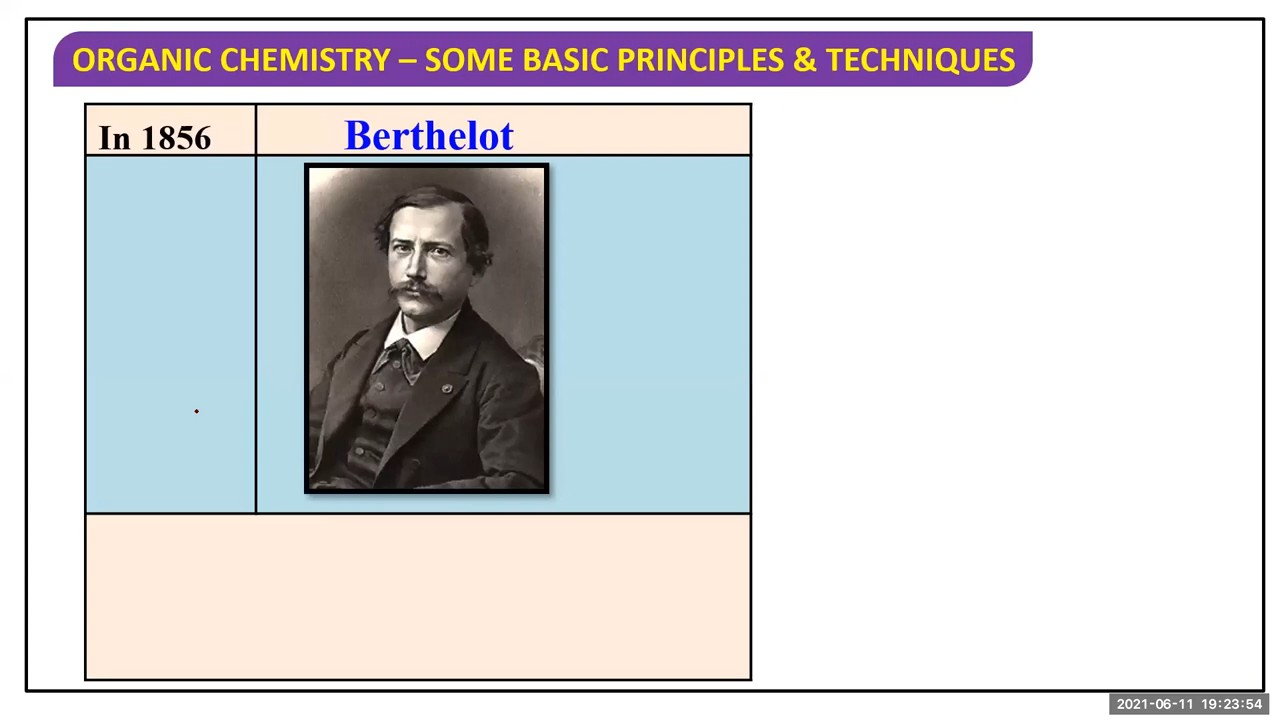 ORGANIC CHEMISTRY – SOME BASIC PRINCIPLES & TECHNIQUES
In 1856
Berthelot
2021-06-11 19:23:54